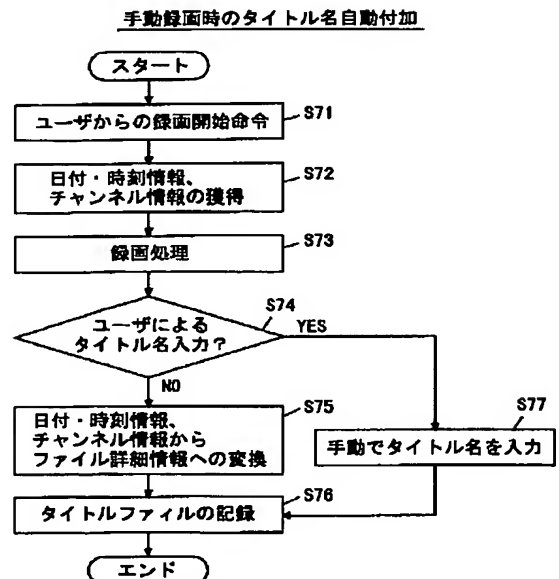 手動録画時のタイトル名自動付加
スタート
ユーザからの録画開始命令
S71
日付・時刻情報、
チャンネル情報の獲得
S72
録画処理
S73
ユーザによる
タイトル名入力?
S74
YES
NO
日付・時刻情報、
チャンネル情報から
ファイル詳細情報への変換
S75
手動でタイトル名を入力
S77
タイトルファイルの記録
S76
エンド